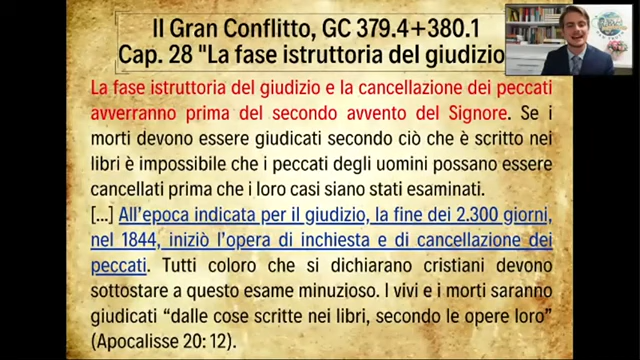 Il Gran Conflitto, GC 379.4+380.1
Cap. 28 "La fase istruttoria del giudizio
La fase istruttoria del giudizio e la cancellazione dei peccati
avverranno prima del secondo avvento del Signore. Se i
morti devono essere giudicati secondo ciò che è scritto nei
libri è impossibile che i peccati degli uomini possano essere
cancellati prima che i loro casi siano stati esaminati.
[...] All'epoca indicata per il giudizio, la fine dei 2.300 giorni,
nel 1844, iniziò l'opera di inchiesta e di cancellazione dei
peccati. Tutti coloro che si dichiarano cristiani devono
sottostare a questo esame minuzioso. I vivi e i morti saranno
giudicati “dalle cose scritte nei libri, secondo le opere loro”
(Apocalisse 20: 12).